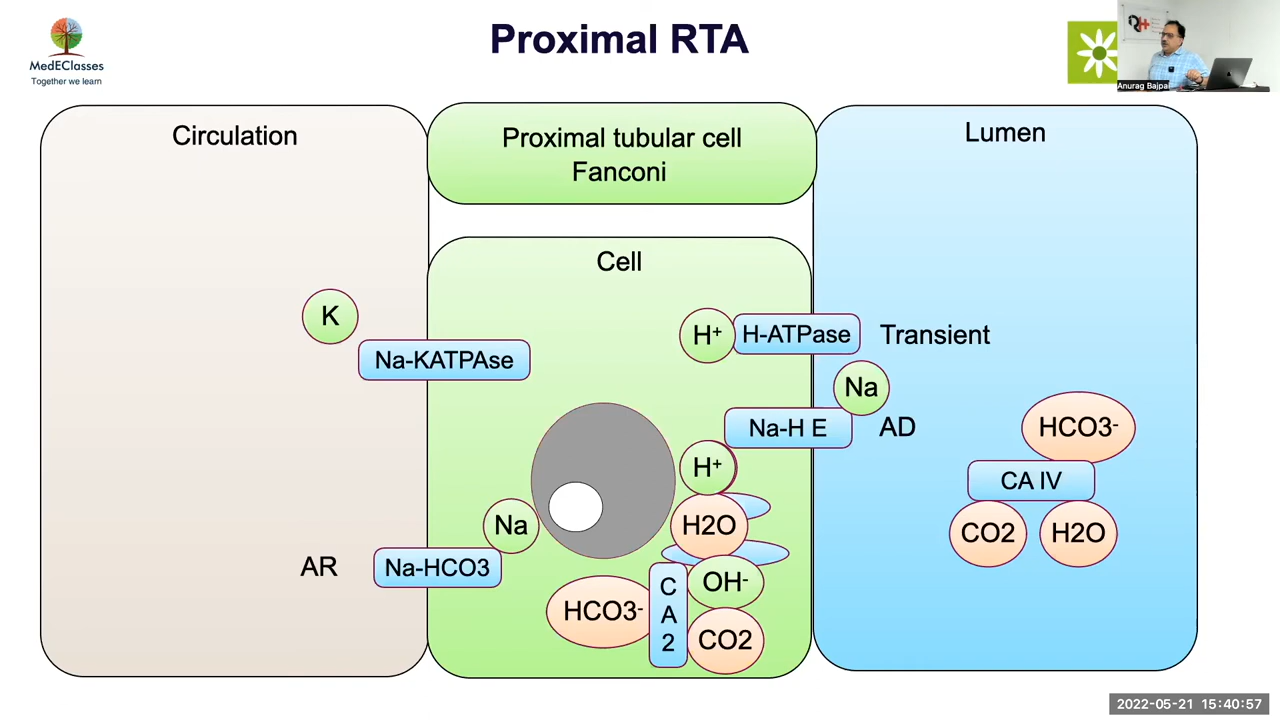 Proximal RTA
MedEClasses
Together we learn
Anurag Bajpai
Circulation
Proximal tubular cell
Fanconi
Lumen
Cell
K
Na-KATPAse
H+
H-ATPase
Transient
Na
Na-H E
AD
HCO3-
H+
CA IV
Na
H2O
CO2
H2O
AR
Na-HCO3
HCO3-
C
A
2
OH-
CO2
2022-05-21 15:40:57